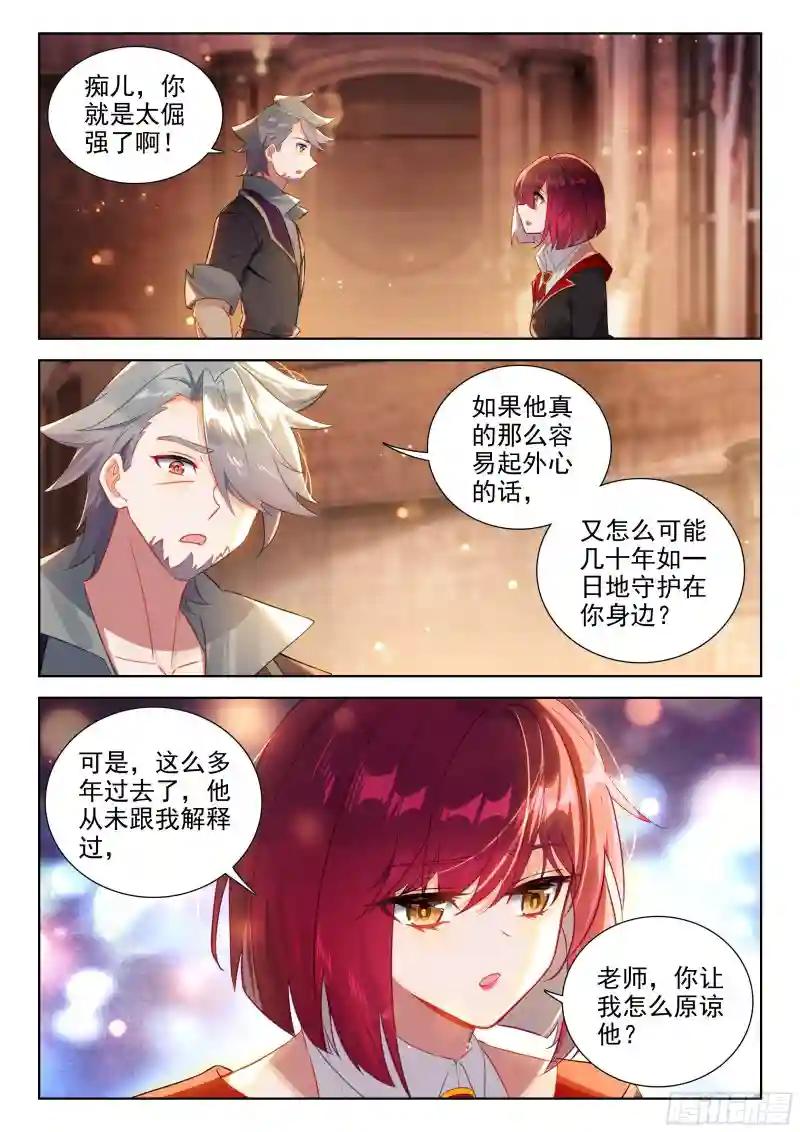 痴儿，你
就是太倔
强了啊！
如果他真
的那么容
易起外心
的话，
又怎么可能
几十年如一
日地守护在
你身边？
可是，这么多
年过去了，他
从未跟我解释
过，
老师，你让
我怎么原谅
他？